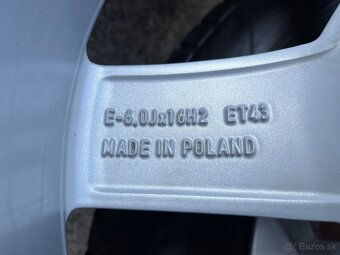 E-6.0Jx16H2 ET43
MADE IN POLAND
bazos.sk